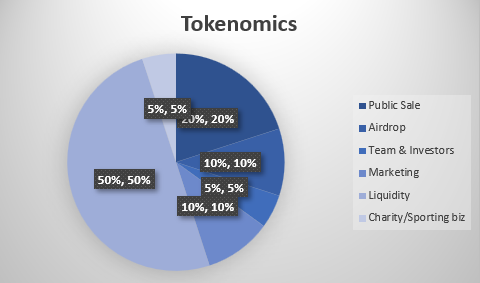 Tokenomics
5%, 5%
20%, 20%
10%, 10%
50%, 50%
5%, 5%
10%, 10%
Public Sale
Airdrop
Team & Investors
Marketing
Liquidity
Charity/Sporting biz